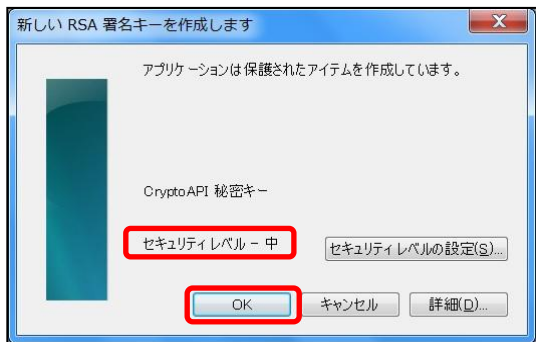 新しい RSA 署名キーを作成します
アプリケーションは保護されたアイテムを作成しています。
CryptoAPI 秘密キー
セキュリティレベル - 中
セキュリティレベルの設定(S)...
OK
キャンセル
詳細(D)...